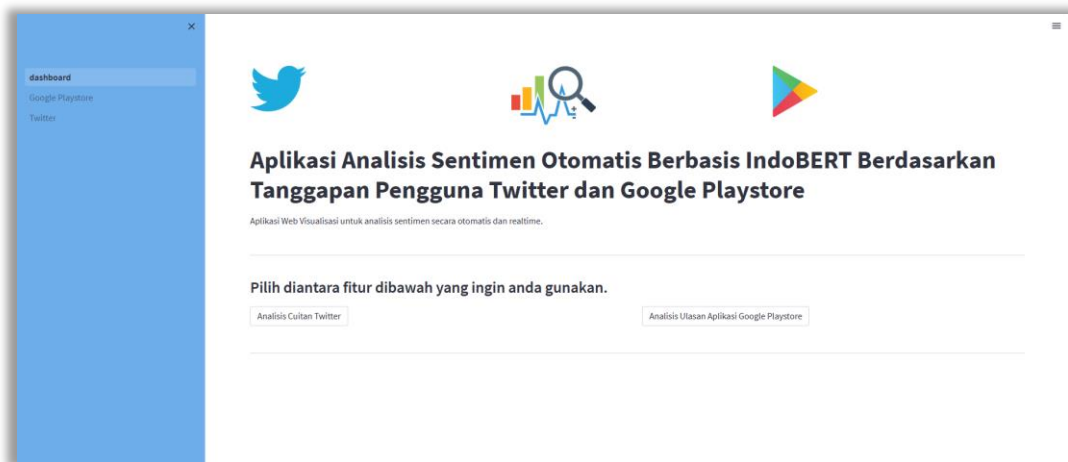 dashboard
Google Playstore
Twitter
Aplikasi Analisis Sentimen Otomatis Berbasis IndoBERT Berdasarkan
Tanggapan Pengguna Twitter dan Google Playstore
Aplikasi Web Visualisasi untuk analisis sentimen secara otomatis dan realtime.
Pilih diantara fitur dibawah yang ingin anda gunakan.
Analisis Cuitan Twitter
Analisis Ulasan Aplikasi Google Playstore